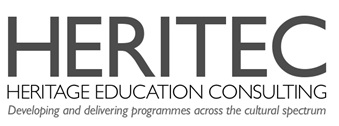 HERITEC
HERITAGE EDUCATION CONSULTING
Developing and delivering programmes across the cultural spectrum